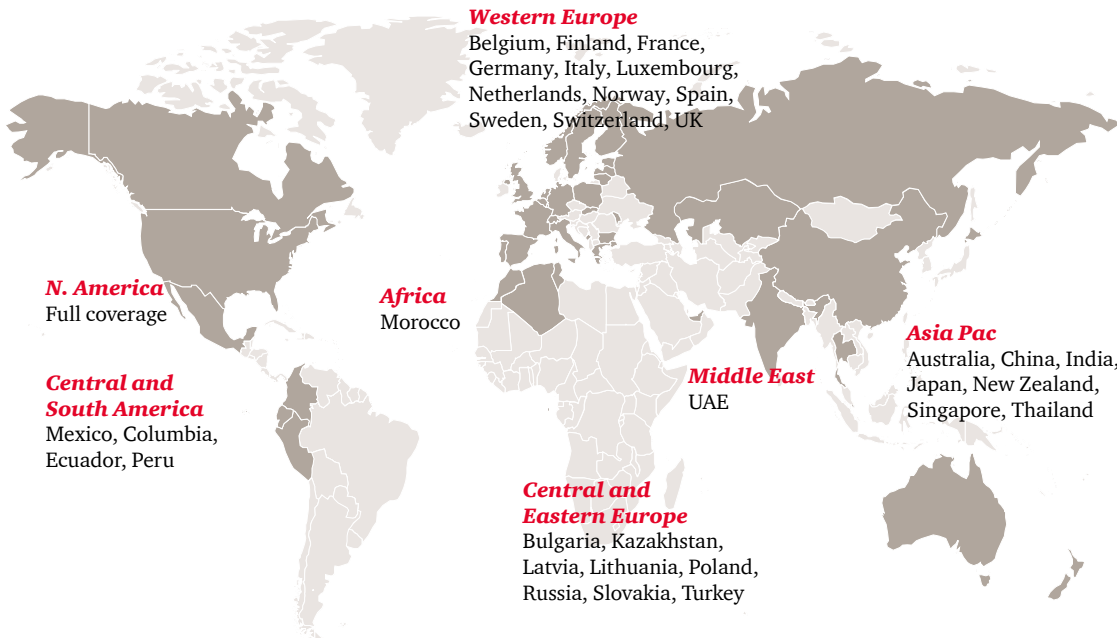 Western Europe
Belgium, Finland, France,
Germany, Italy, Luxembourg,
Netherlands, Norway, Spain,
Sweden, Switzerland, UK
N. America
Full coverage
Africa
Morocco
Central and
South America
Mexico, Columbia,
Ecuador, Peru
Middle East
UAE
Asia Pac
Australia, China, India,
Japan, New Zealand,
Singapore, Thailand
Central and
Eastern Europe
Bulgaria, Kazakhstan,
Latvia, Lithuania, Poland,
Russia, Slovakia, Turkey